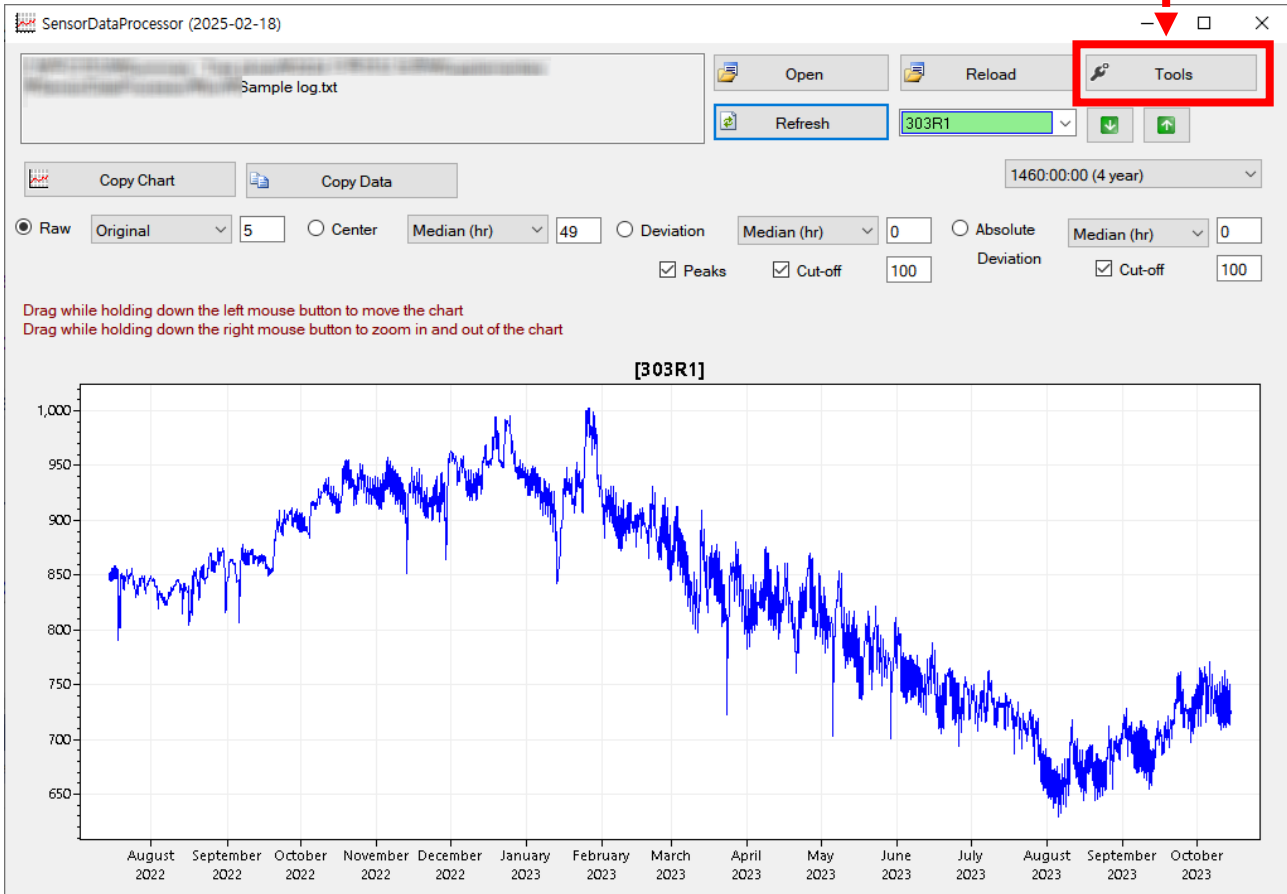 SensorDataProcessor (2025-02-18)
Sample log.txt
Open
Reload
Tools
Refresh
303R1
Copy Chart
Copy Data
1460:00:00 (4 year)
Raw
Original
5
Center
Median (hr)
49
Deviation
Median (hr)
0
Absolute
Deviation
Median (hr)
0
Peaks
Cut-off
100
Cut-off
100
Drag while holding down the left mouse button to move the chart
Drag while holding down the right mouse button to zoom in and out of the chart
[303R1]
1,000
950
900
850
800
750
700
650
August September October November December January February March April May June July August September October
2022 2022 2022 2022 2022 2023 2023 2023 2023 2023 2023 2023 2023 2023 2023